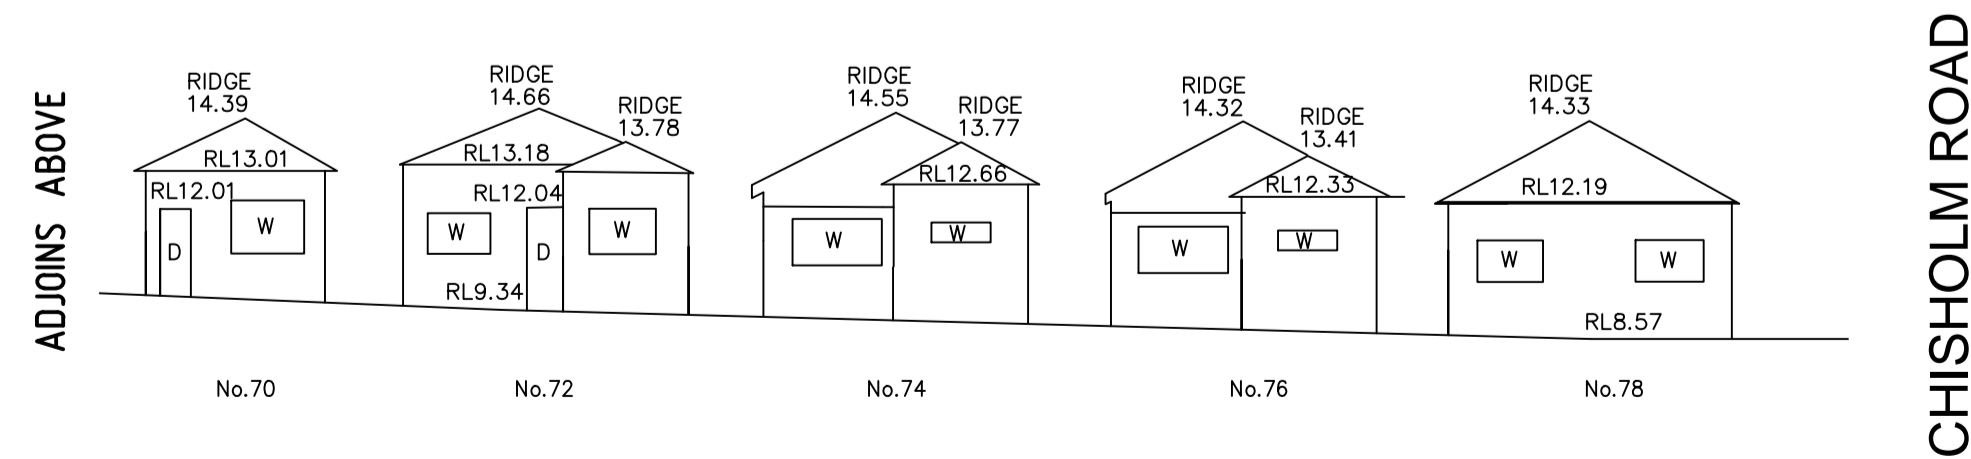 ADJOINS ABOVE
RIDGE
14.39
RL13.01
RL12.01
D
W
No.70
RIDGE
14.66
RIDGE
13.78
RL13.18
RL12.04
W
D
W
RL9.34
No.72
RIDGE
14.55
RIDGE
13.77
RL12.66
W
W
No.74
RIDGE
14.32
RIDGE
13.41
RL12.33
W
W
No.76
RIDGE
14.33
RL12.19
W
W
RL8.57
No.78
CHISHOLM ROAD